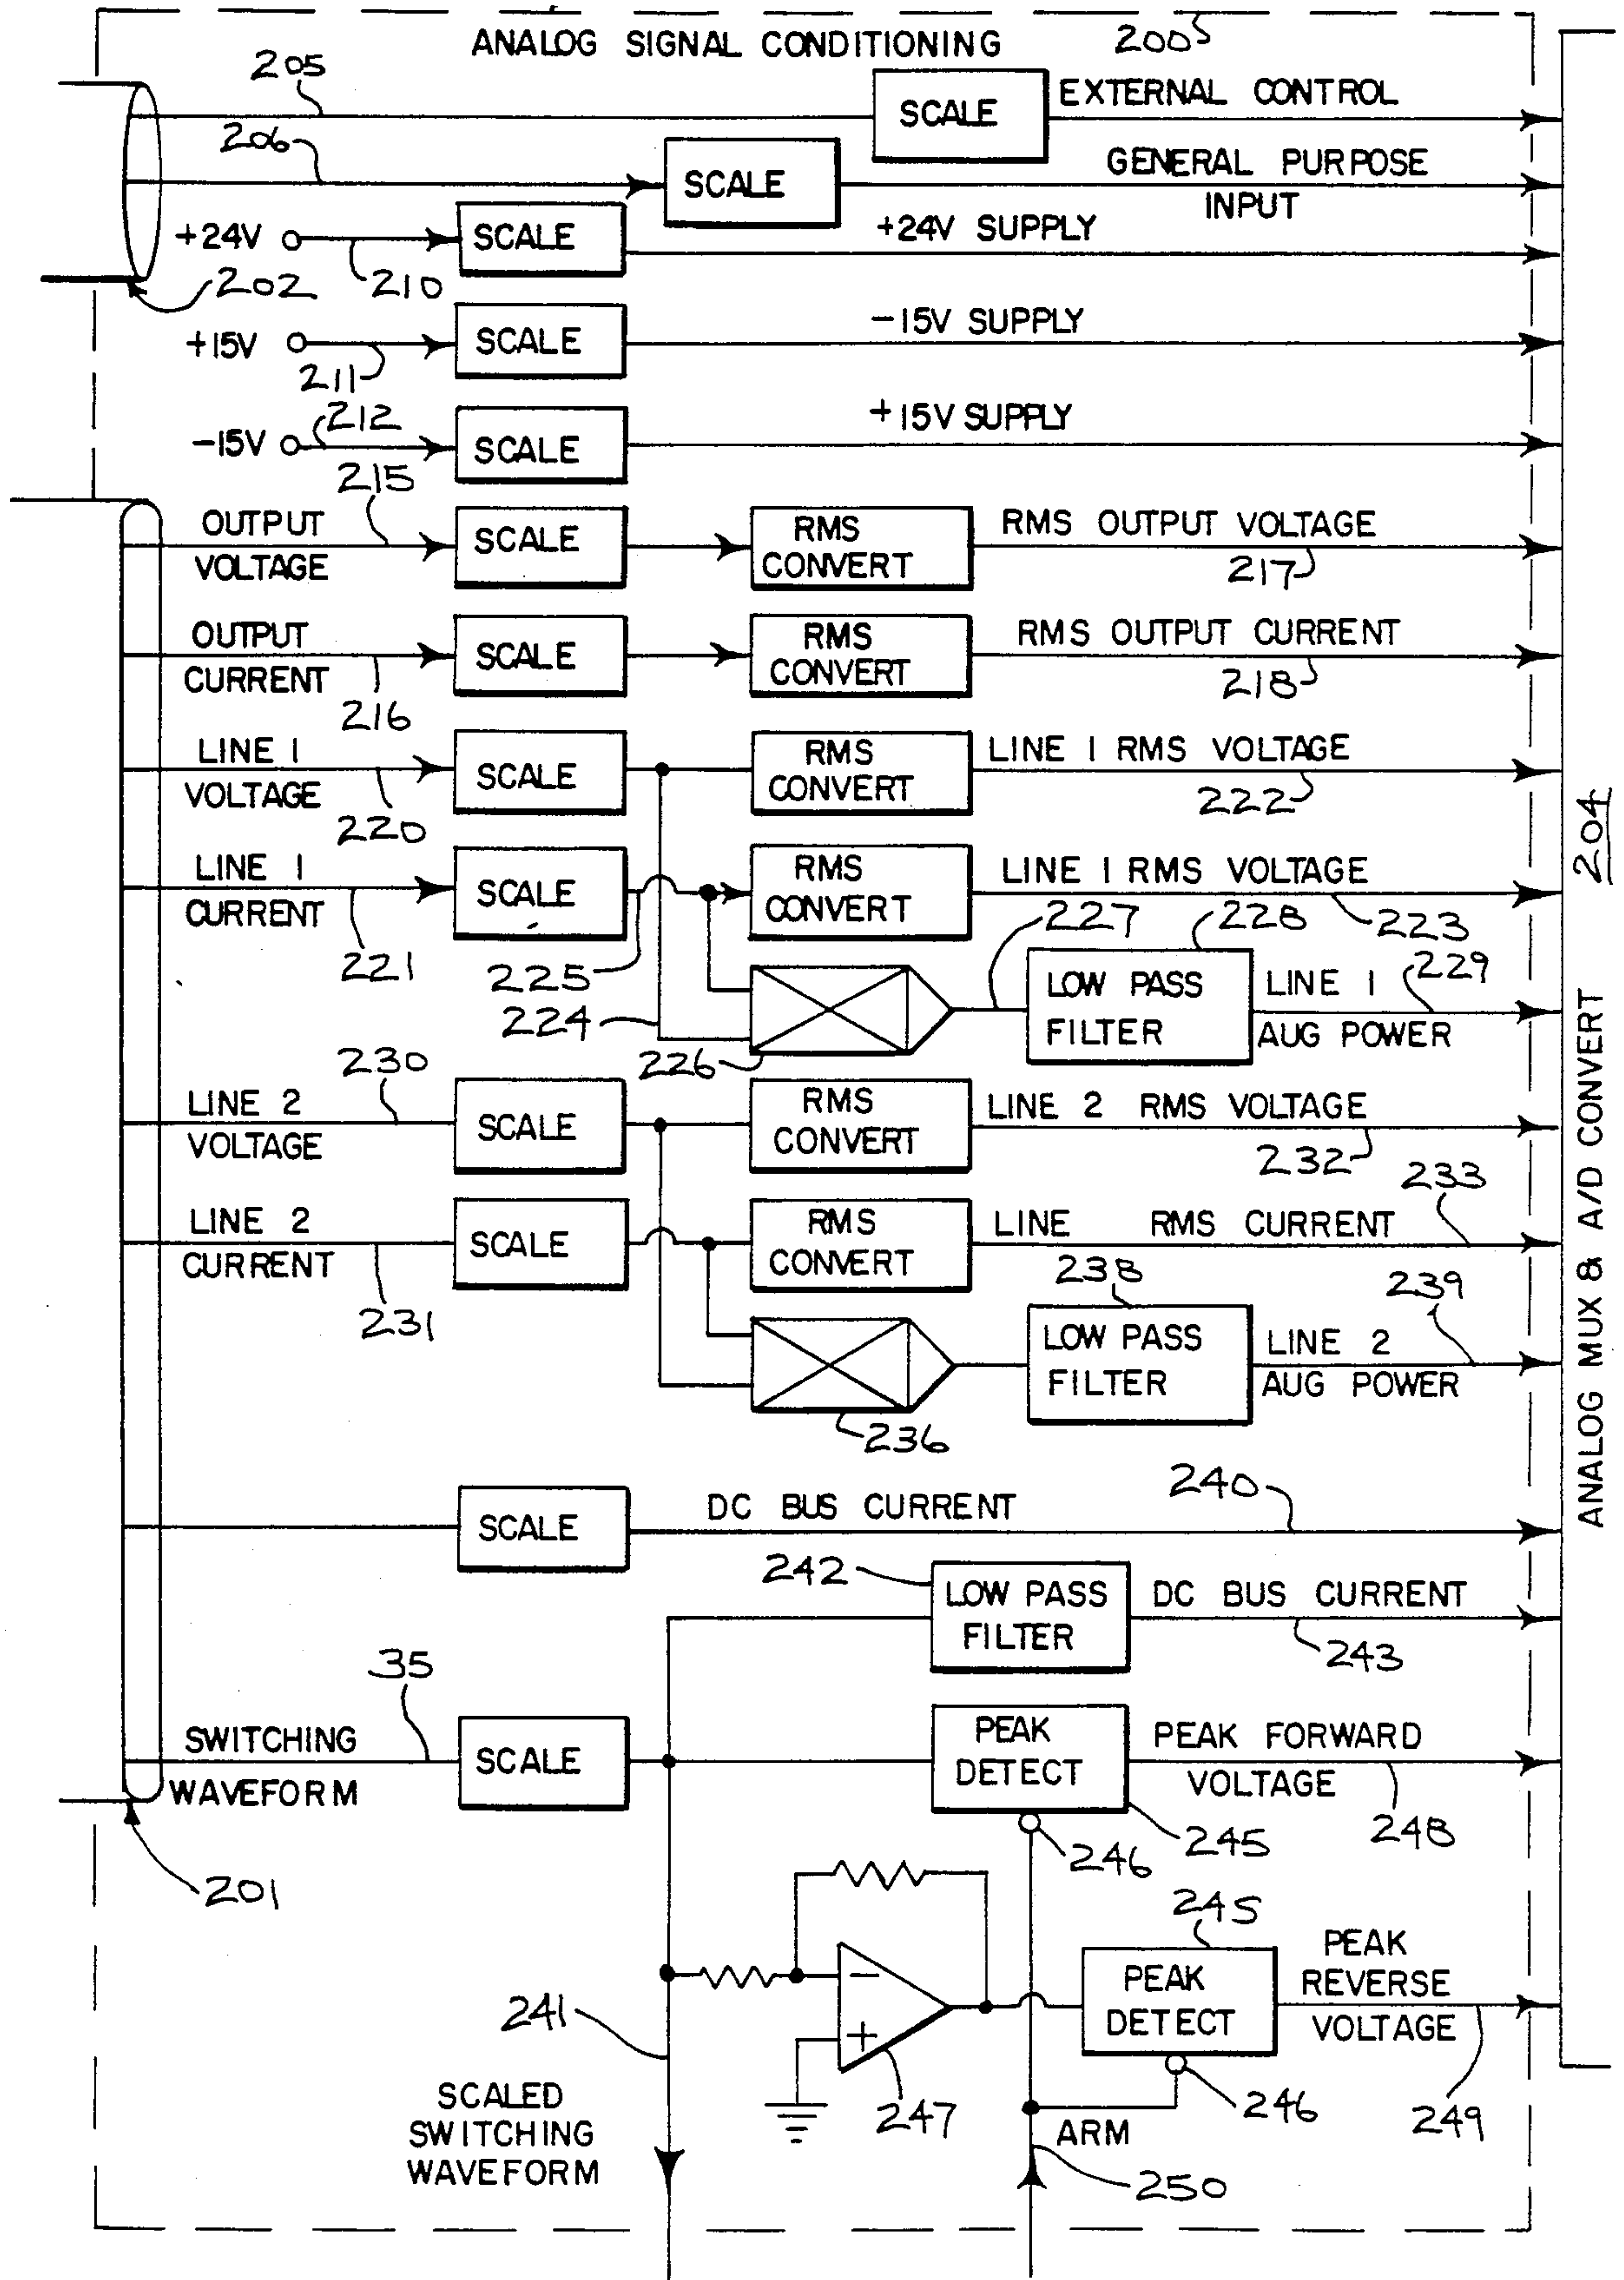 ANALOG SIGNAL CONDITIONING
200
205
SCALE
EXTERNAL CONTROL
206
SCALE
GENERAL PURPOSE
INPUT
+24V
SCALE
+24V SUPPLY
210
202
+15V
SCALE
-15V SUPPLY
211
212
-15V
SCALE
+15V SUPPLY
215
OUTPUT
VOLTAGE
SCALE
RMS
CONVERT
RMS OUTPUT VOLTAGE
217
OUTPUT
CURRENT
SCALE
RMS
CONVERT
RMS OUTPUT CURRENT
218
216
LINE 1
VOLTAGE
SCALE
RMS
CONVERT
LINE 1 RMS VOLTAGE
222
220
LINE 1
CURRENT
SCALE
RMS
CONVERT
LINE 1 RMS VOLTAGE
223
221
225
224
226
227
228
LOW PASS
FILTER
LINE 1
AUG POWER
229
204
ANALOG MUX & A/D CONVERT
230
LINE 2
VOLTAGE
SCALE
RMS
CONVERT
LINE 2 RMS VOLTAGE
232
LINE 2
CURRENT
SCALE
RMS
CONVERT
LINE RMS CURRENT
233
231
236
238
LOW PASS
FILTER
LINE 2
AUG POWER
239
SCALE
DC BUS CURRENT
240
242
LOW PASS
FILTER
DC BUS CURRENT
243
35
SWITCHING
WAVEFORM
SCALE
PEAK
DETECT
PEAK FORWARD
VOLTAGE
248
245
246
201
245
PEAK
DETECT
PEAK
REVERSE
VOLTAGE
249
246
241
-
+
247
SCALED
SWITCHING
WAVEFORM
ARM
250